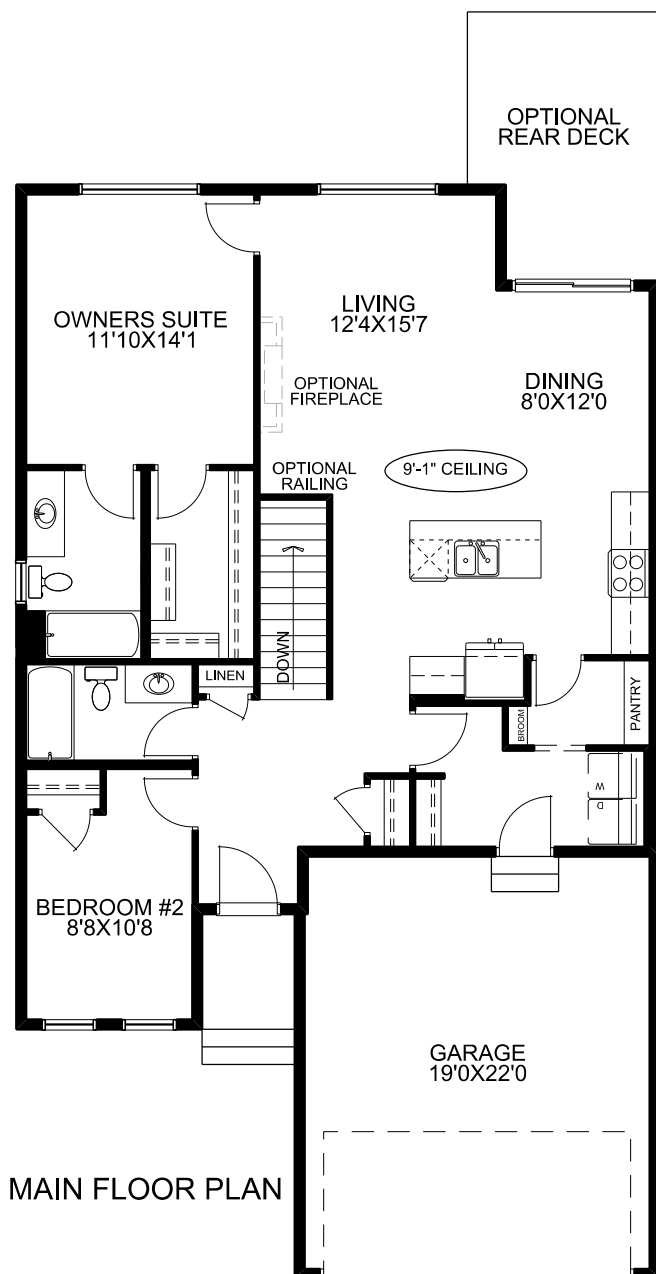 OPTIONAL
REAR DECK
LIVING
12'4X15'7
OWNERS SUITE
11'10X14'1
OPTIONAL
FIREPLACE
DINING
8'0X12'0
OPTIONAL
RAILING
9'-1" CEILING
DOWN
LINEN
BROOM
PANTRY
W
D
BEDROOM #2
8'8X10'8
GARAGE
19'0X22'0
MAIN FLOOR PLAN